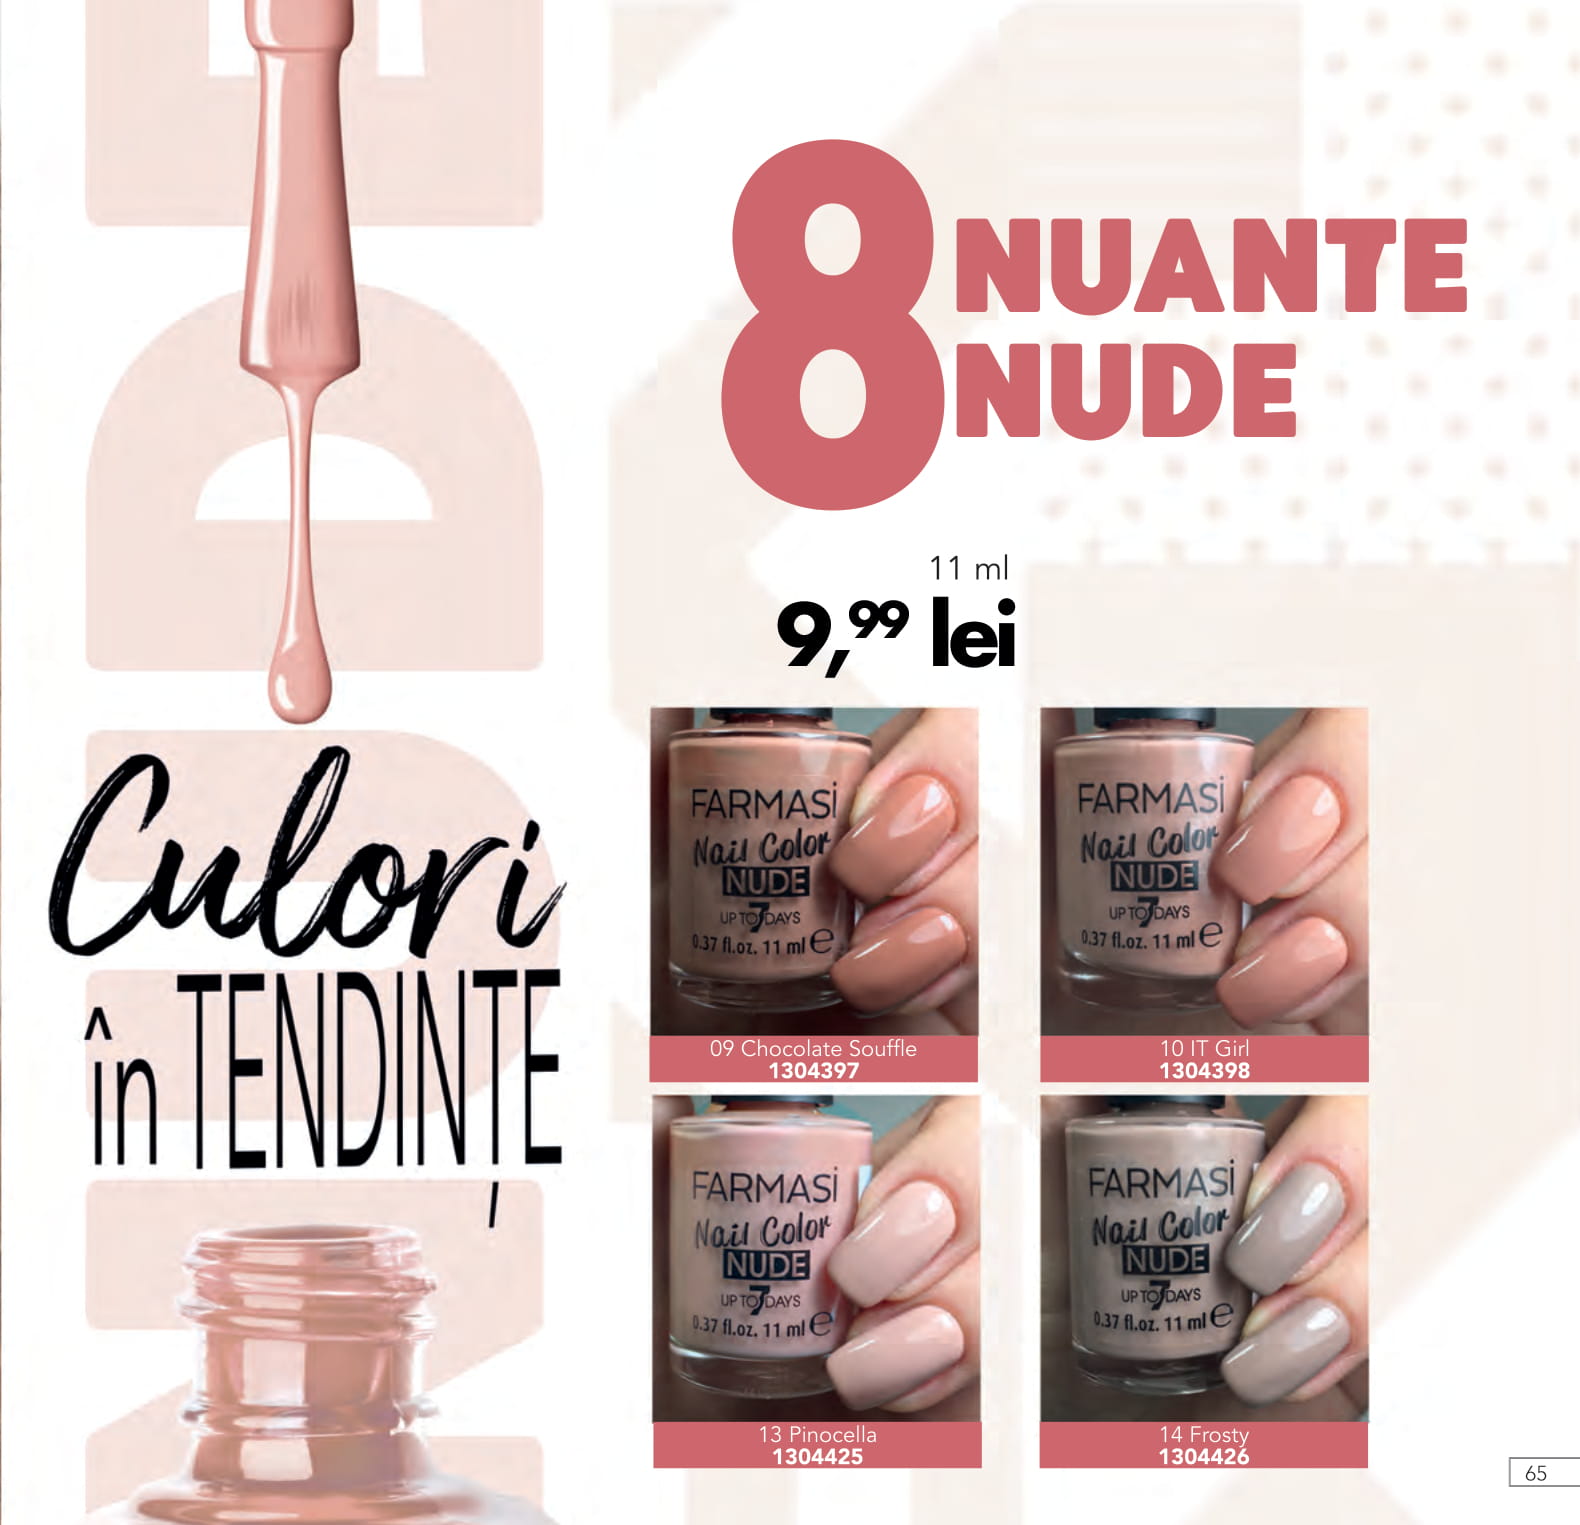 8 NUANTE
NUDE
11 ml
9,99 lei
Culori
în TENDINȚE
FARMASi
Nail Color
NUDE
UP TO 7 DAYS
0.37 fl.oz. 11 ml ℮
09 Chocolate Souffle
1304397
FARMASi
Nail Color
NUDE
UP TO 7 DAYS
0.37 fl.oz. 11 ml ℮
10 IT Girl
1304398
FARMASi
Nail Color
NUDE
UP TO 7 DAYS
0.37 fl.oz. 11 ml ℮
13 Pinocella
1304425
FARMASi
Nail Color
NUDE
UP TO 7 DAYS
0.37 fl.oz. 11 ml ℮
14 Frosty
1304426
65